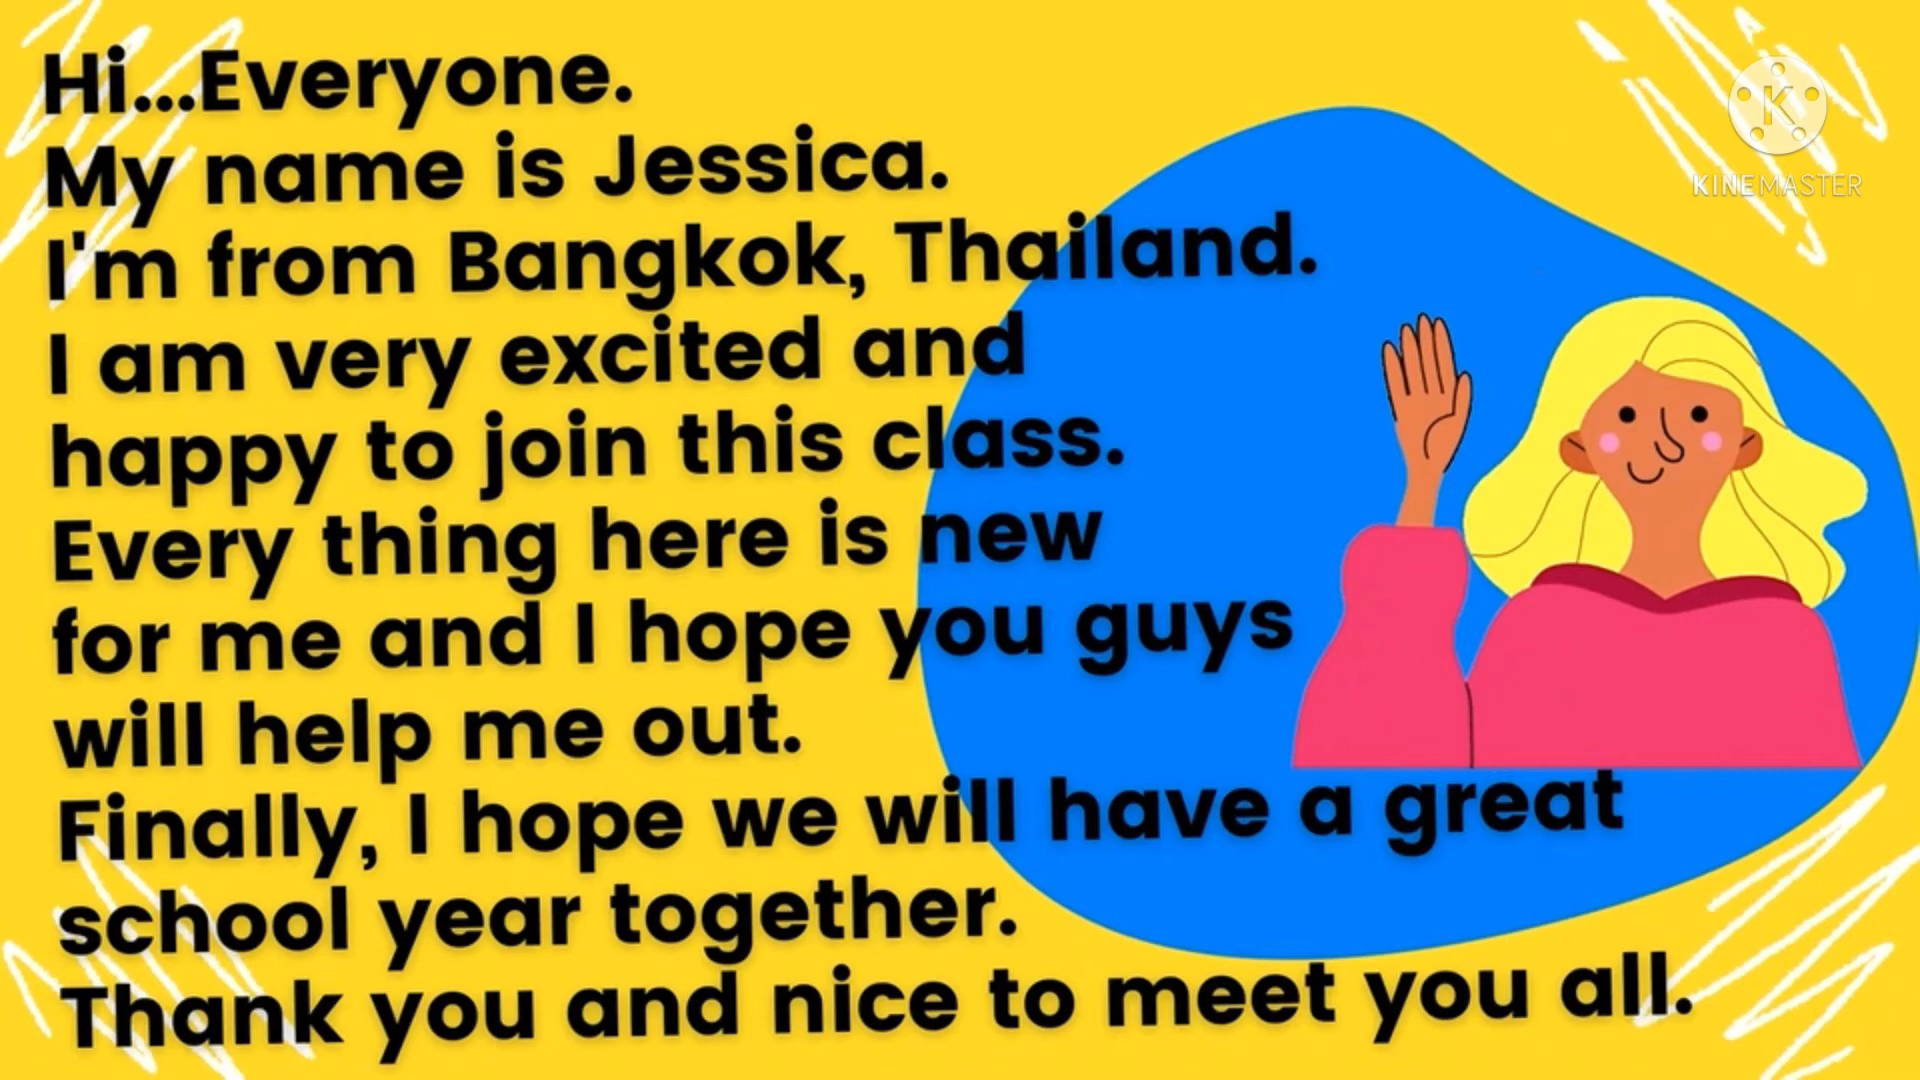 Hi...Everyone.
My name is Jessica.
I'm from Bangkok, Thailand.
I am very excited and
happy to join this class.
Every thing here is new
for me and I hope you guys
will help me out.
Finally, I hope we will have a great
school year together.
Thank you and nice to meet you all.
K
KINEMASTER